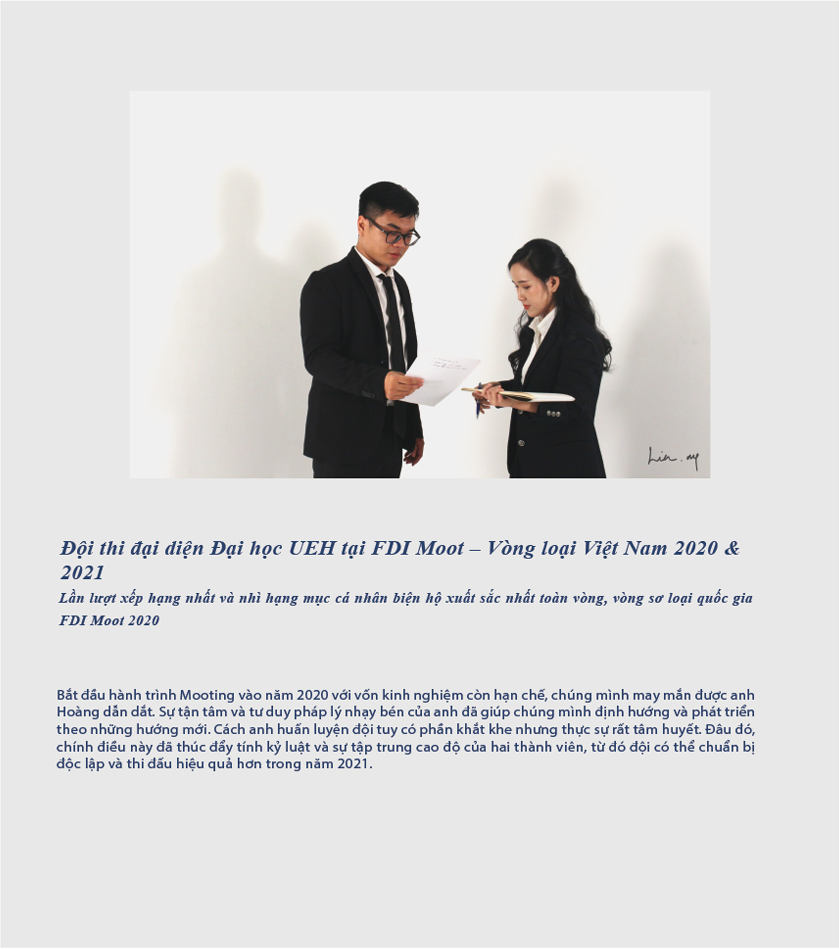 Đội thi đại diện Đại học UEH tại FDI Moot – Vòng loại Việt Nam 2020 &
2021
Lần lượt xếp hạng nhất và nhì hạng mục cá nhân biện hộ xuất sắc nhất toàn vòng, vòng sơ loại quốc gia
FDI Moot 2020
Bắt đầu hành trình Mooting vào năm 2020 với vốn kinh nghiệm còn hạn chế, chúng mình may mắn được anh
Hoàng dẫn dắt. Sự tận tâm và tư duy pháp lý nhạy bén của anh đã giúp chúng mình định hướng và phát triển
theo những hướng mới. Cách anh huấn luyện đội tuy có phần khắt khe nhưng thực sự rất tâm huyết. Đâu đó,
chính điều này đã thúc đẩy tính kỷ luật và sự tập trung cao độ của hai thành viên, từ đó đội có thể chuẩn bị
độc lập và thi đấu hiệu quả hơn trong năm 2021.